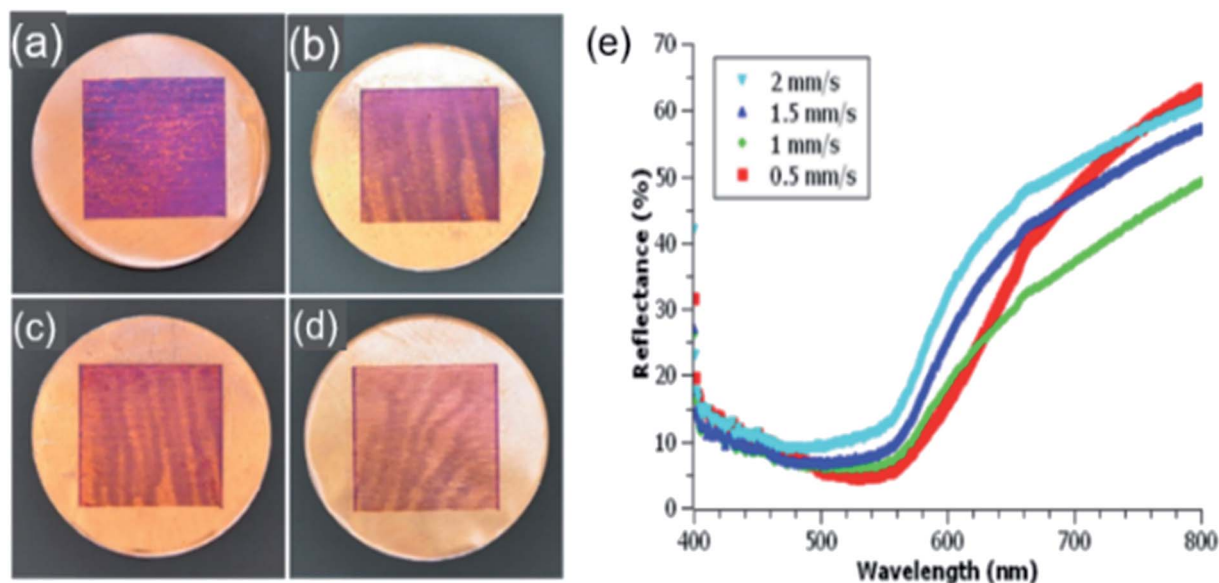 (a)
(b)
(c)
(d)
(e)
70
60
50
40
30
20
10
0
Reflectance (%)
2 mm/s
1.5 mm/s
1 mm/s
0.5 mm/s
400
500
600
700
800
Wavelength (nm)